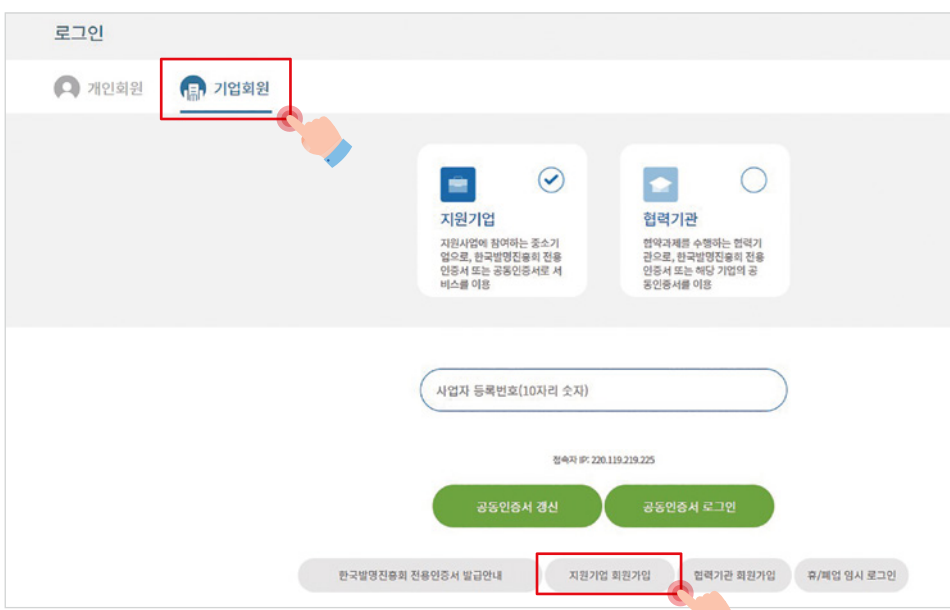 로그인
개인회원
기업회원
지원기업
지원사업에 참여하는 중소기
업으로, 한국발명진흥회 전용
인증서 또는 공동인증서로 서
비스를 이용
협력기관
협약과제를 수행하는 협력기
관으로, 한국발명진흥회 전용
인증서 또는 해당 기업의 공
동인증서를 이용
사업자 등록번호(10자리 숫자)
접속자 IP: 220.119.219.225
공동인증서 갱신
공동인증서 로그인
한국발명진흥회 전용인증서 발급안내
지원기업 회원가입
협력기관 회원가입
휴/폐업 임시 로그인